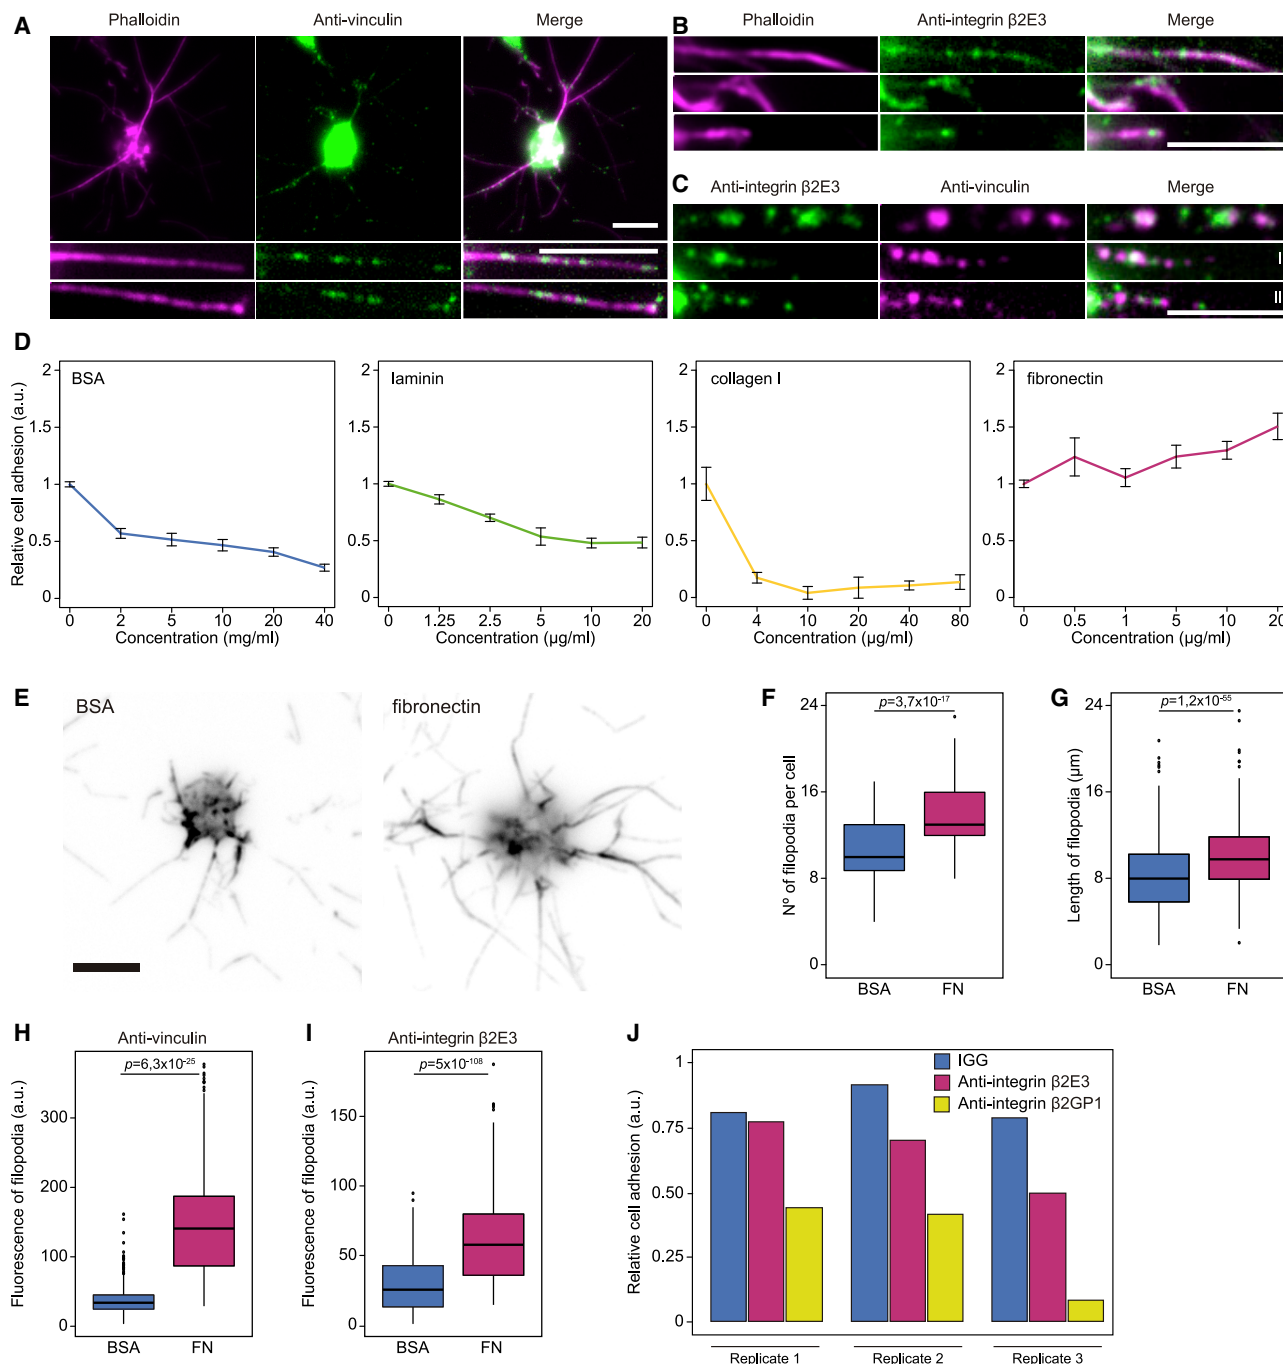 A
Phalloidin
Anti-vinculin
Merge
B
Phalloidin
Anti-integrin β2E3
Merge
C
Anti-integrin β2E3
Anti-vinculin
Merge
I
II
D
Relative cell adhesion (a.u.)
BSA
2
1.5
1
0.5
0
0 2 5 10 20 40
Concentration (mg/ml)
laminin
2
1.5
1
0.5
0
0 1.25 2.5 5 10 20
Concentration (µg/ml)
collagen I
2
1.5
1
0.5
0
0 4 10 20 40 80
Concentration (µg/ml)
fibronectin
2
1.5
1
0.5
0
0 0.5 1 5 10 20
Concentration (µg/ml)
E
BSA
fibronectin
F
Nº of filopodia per cell
p=3,7x10⁻¹⁷
24
16
8
0
BSA FN
G
Length of filopodia (µm)
p=1,2x10⁻⁵⁵
24
16
8
0
BSA FN
H
Anti-vinculin
Fluorescence of filopodia (a.u.)
p=6,3x10⁻²⁵
300
200
100
0
BSA FN
I
Anti-integrin β2E3
Fluorescence of filopodia (a.u.)
p=5x10⁻¹⁰⁸
150
100
50
0
BSA FN
J
Relative cell adhesion (a.u.)
1
0.75
0.50
0.25
0
IGG
Anti-integrin β2E3
Anti-integrin β2GP1
Replicate 1
Replicate 2
Replicate 3